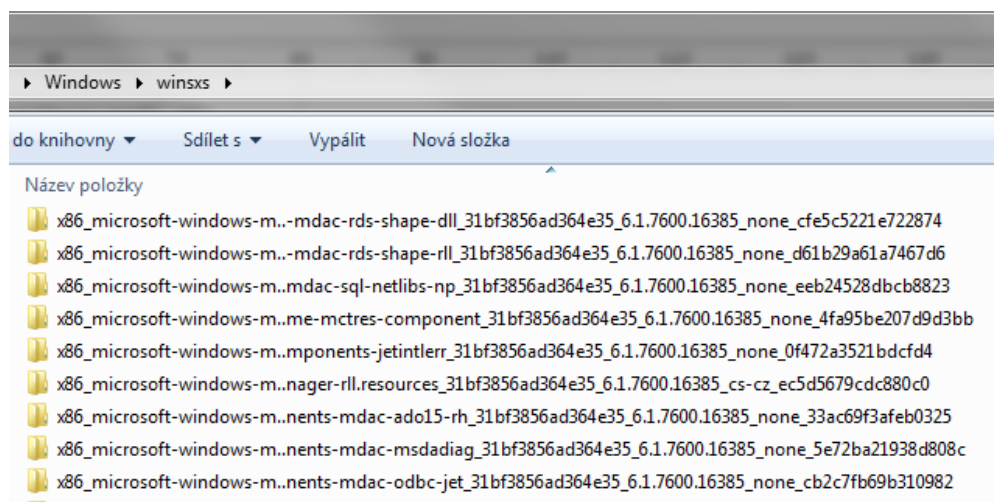 Windows winsxs
do knihovny Sdílet s Vypálit Nová složka
Název položky
x86_microsoft-windows-m..-mdac-rds-shape-dll_31bf3856ad364e35_6.1.7600.16385_none_cfe5c5221e722874
x86_microsoft-windows-m..-mdac-rds-shape-rll_31bf3856ad364e35_6.1.7600.16385_none_d61b29a61a7467d6
x86_microsoft-windows-m..mdac-sql-netlibs-np_31bf3856ad364e35_6.1.7600.16385_none_eeb24528dbcb8823
x86_microsoft-windows-m..me-mctres-component_31bf3856ad364e35_6.1.7600.16385_none_4fa95be207d9d3bb
x86_microsoft-windows-m..mponents-jetintlerr_31bf3856ad364e35_6.1.7600.16385_none_0f472a3521bdcfd4
x86_microsoft-windows-m..nager-rll.resources_31bf3856ad364e35_6.1.7600.16385_cs-cz_ec5d5679cdc880c0
x86_microsoft-windows-m..nents-mdac-ado15-rh_31bf3856ad364e35_6.1.7600.16385_none_33ac69f3afeb0325
x86_microsoft-windows-m..nents-mdac-msdadiag_31bf3856ad364e35_6.1.7600.16385_none_5e72ba21938d808c
x86_microsoft-windows-m..nents-mdac-odbc-jet_31bf3856ad364e35_6.1.7600.16385_none_cb2c7fb69b310982